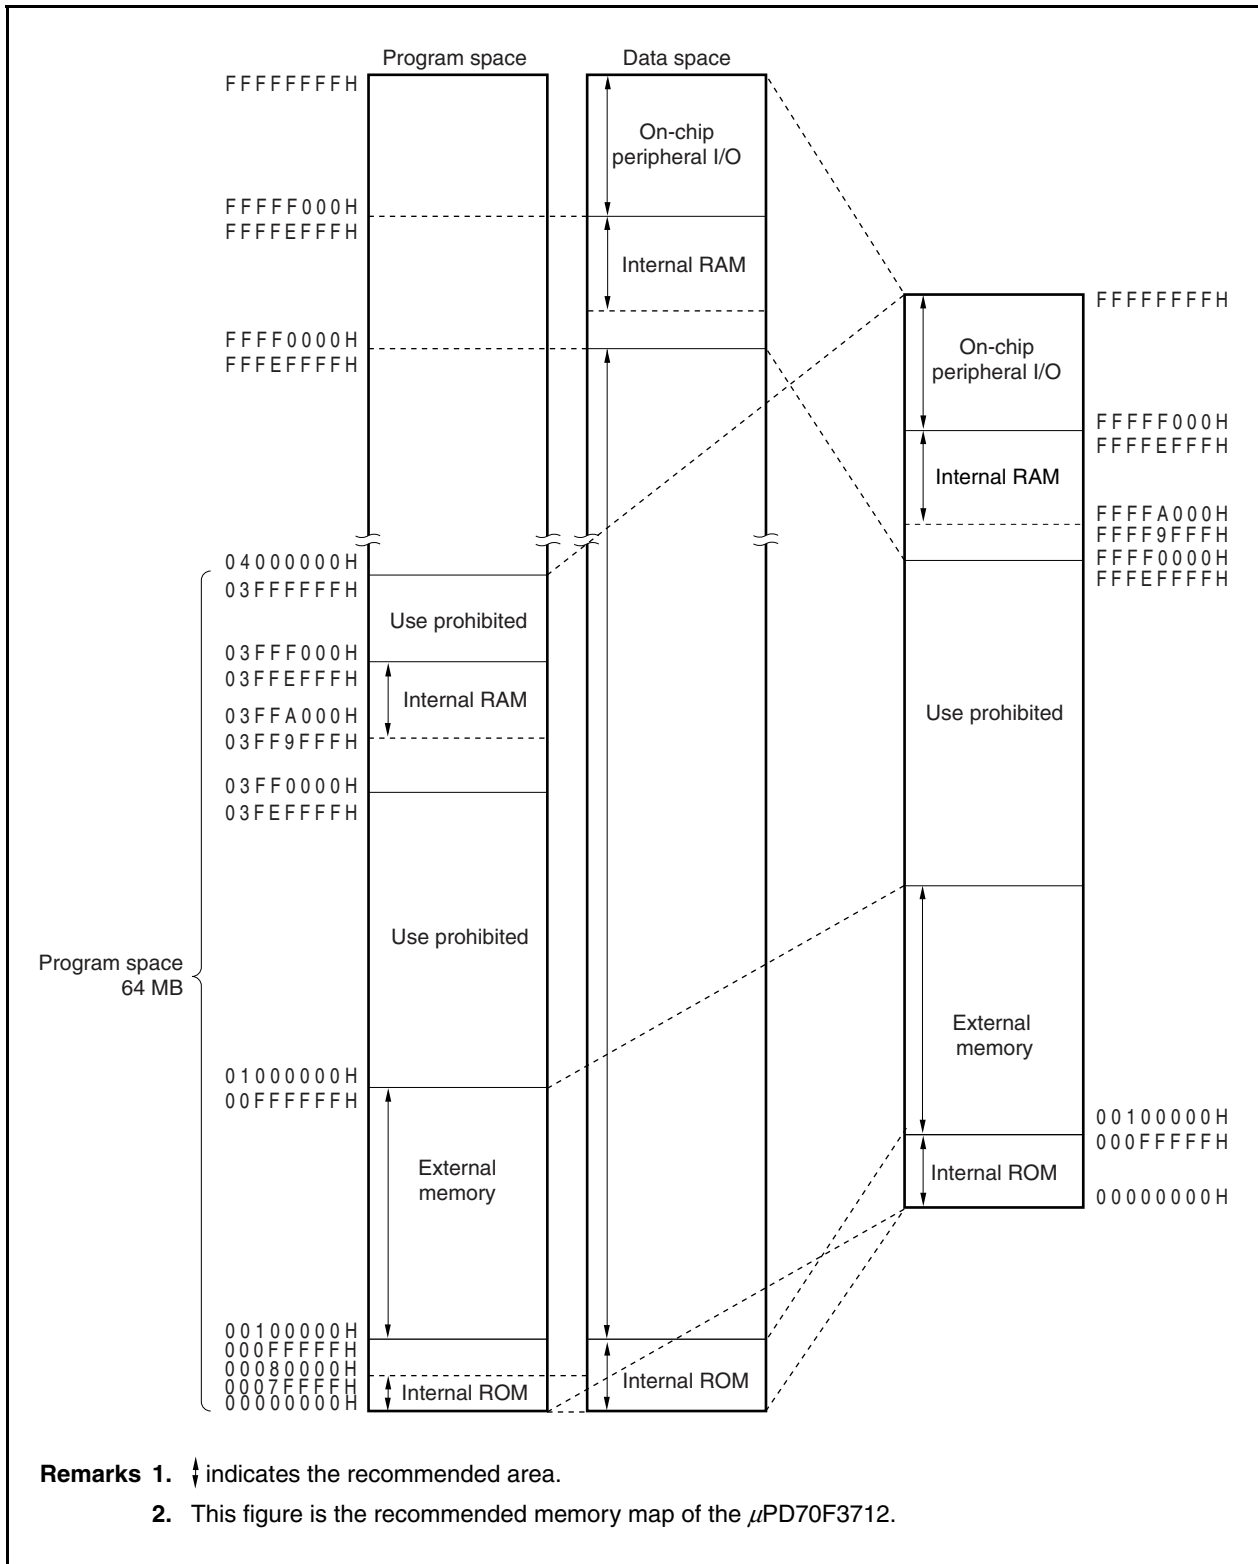 Program space
Data space
FFFFFFFFH
On-chip
peripheral I/O
FFFFF000H
FFFFEFFFH
Internal RAM
FFFF0000H
FFFEFFFFH
04000000H
03FFFFFFH
Use prohibited
03FFF000H
03FFEFFFH
Internal RAM
03FFA000H
03FF9FFFH
03FF0000H
03FEFFFFH
Use prohibited
Program space
64 MB
01000000H
00FFFFFFH
External
memory
00100000H
000FFFFFH
00080000H
0007FFFFH
00000000H
Internal ROM
Internal ROM
FFFFFFFFH
On-chip
peripheral I/O
FFFFF000H
FFFFEFFFH
Internal RAM
FFFFA000H
FFFF9FFFH
FFFF0000H
FFFEFFFFH
Use prohibited
External
memory
00100000H
000FFFFFH
Internal ROM
00000000H
Remarks 1. indicates the recommended area.
2. This figure is the recommended memory map of the μPD70F3712.